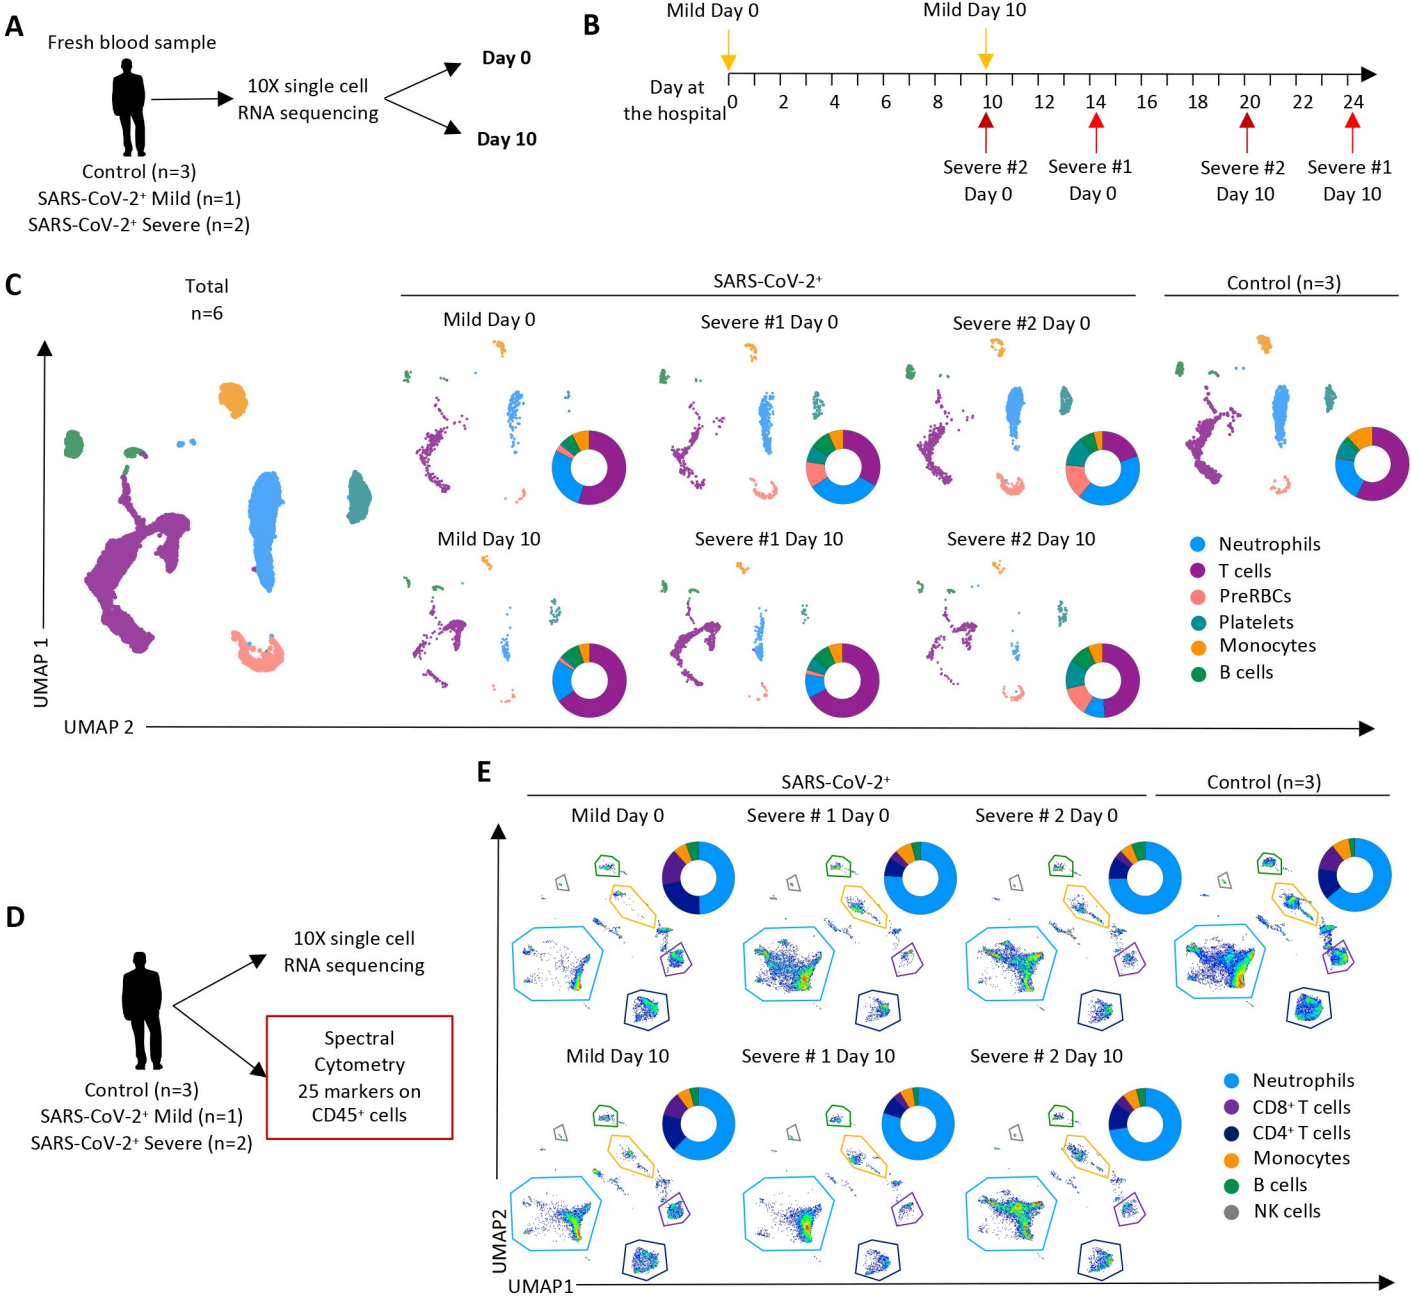 A
Fresh blood sample
10X single cell
RNA sequencing
Day 0
Day 10
Control (n=3)
SARS-CoV-2⁺ Mild (n=1)
SARS-CoV-2⁺ Severe (n=2)
B
Mild Day 0
Mild Day 10
Day at
the hospital
0 2 4 6 8 10 12 14 16 18 20 22 24
Severe #2
Day 0
Severe #1
Day 0
Severe #2
Day 10
Severe #1
Day 10
C
Total
n=6
SARS-CoV-2⁺
Control (n=3)
Mild Day 0
Severe #1 Day 0
Severe #2 Day 0
Mild Day 10
Severe #1 Day 10
Severe #2 Day 10
Neutrophils
T cells
PreRBCs
Platelets
Monocytes
B cells
UMAP 1
UMAP 2
D
10X single cell
RNA sequencing
Spectral
Cytometry
25 markers on
CD45⁺ cells
Control (n=3)
SARS-CoV-2⁺ Mild (n=1)
SARS-CoV-2⁺ Severe (n=2)
E
SARS-CoV-2⁺
Control (n=3)
Mild Day 0
Severe # 1 Day 0
Severe # 2 Day 0
Mild Day 10
Severe # 1 Day 10
Severe # 2 Day 10
Neutrophils
CD8⁺ T cells
CD4⁺ T cells
Monocytes
B cells
NK cells
UMAP2
UMAP1